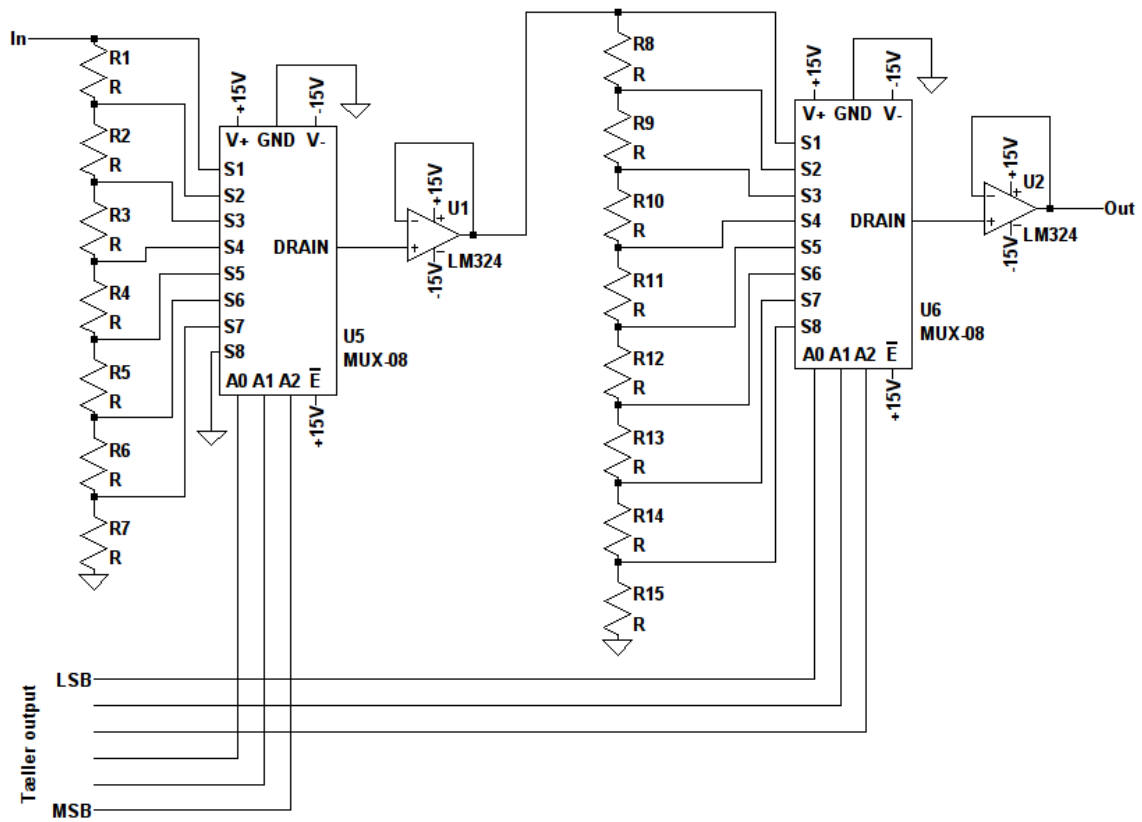 In
R1
R
R2
R
R3
R
R4
R
R5
R
R6
R
R7
R
+15V
-15V
V+ GND V-
S1
S2
S3
S4
S5
S6
S7
S8
DRAIN
A0 A1 A2 E
+15V
U5
MUX-08
+15V
U1
-15V
LM324
R8
R
R9
R
R10
R
R11
R
R12
R
R13
R
R14
R
R15
R
+15V
-15V
V+ GND V-
S1
S2
S3
S4
S5
S6
S7
S8
DRAIN
A0 A1 A2 E
+15V
U6
MUX-08
+15V
U2
-15V
LM324
Out
Tæller output
LSB
MSB